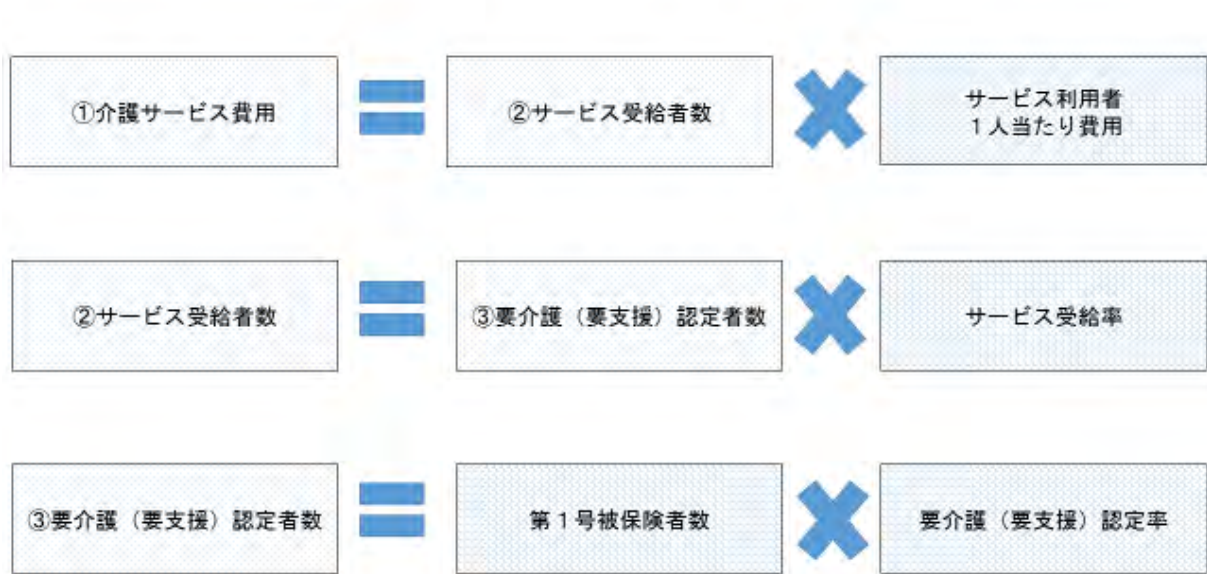 ①介護サービス費用
②サービス受給者数
サービス利用者
１人当たり費用
②サービス受給者数
③要介護（要支援）認定者数
サービス受給率
③要介護（要支援）認定者数
第１号被保険者数
要介護（要支援）認定率